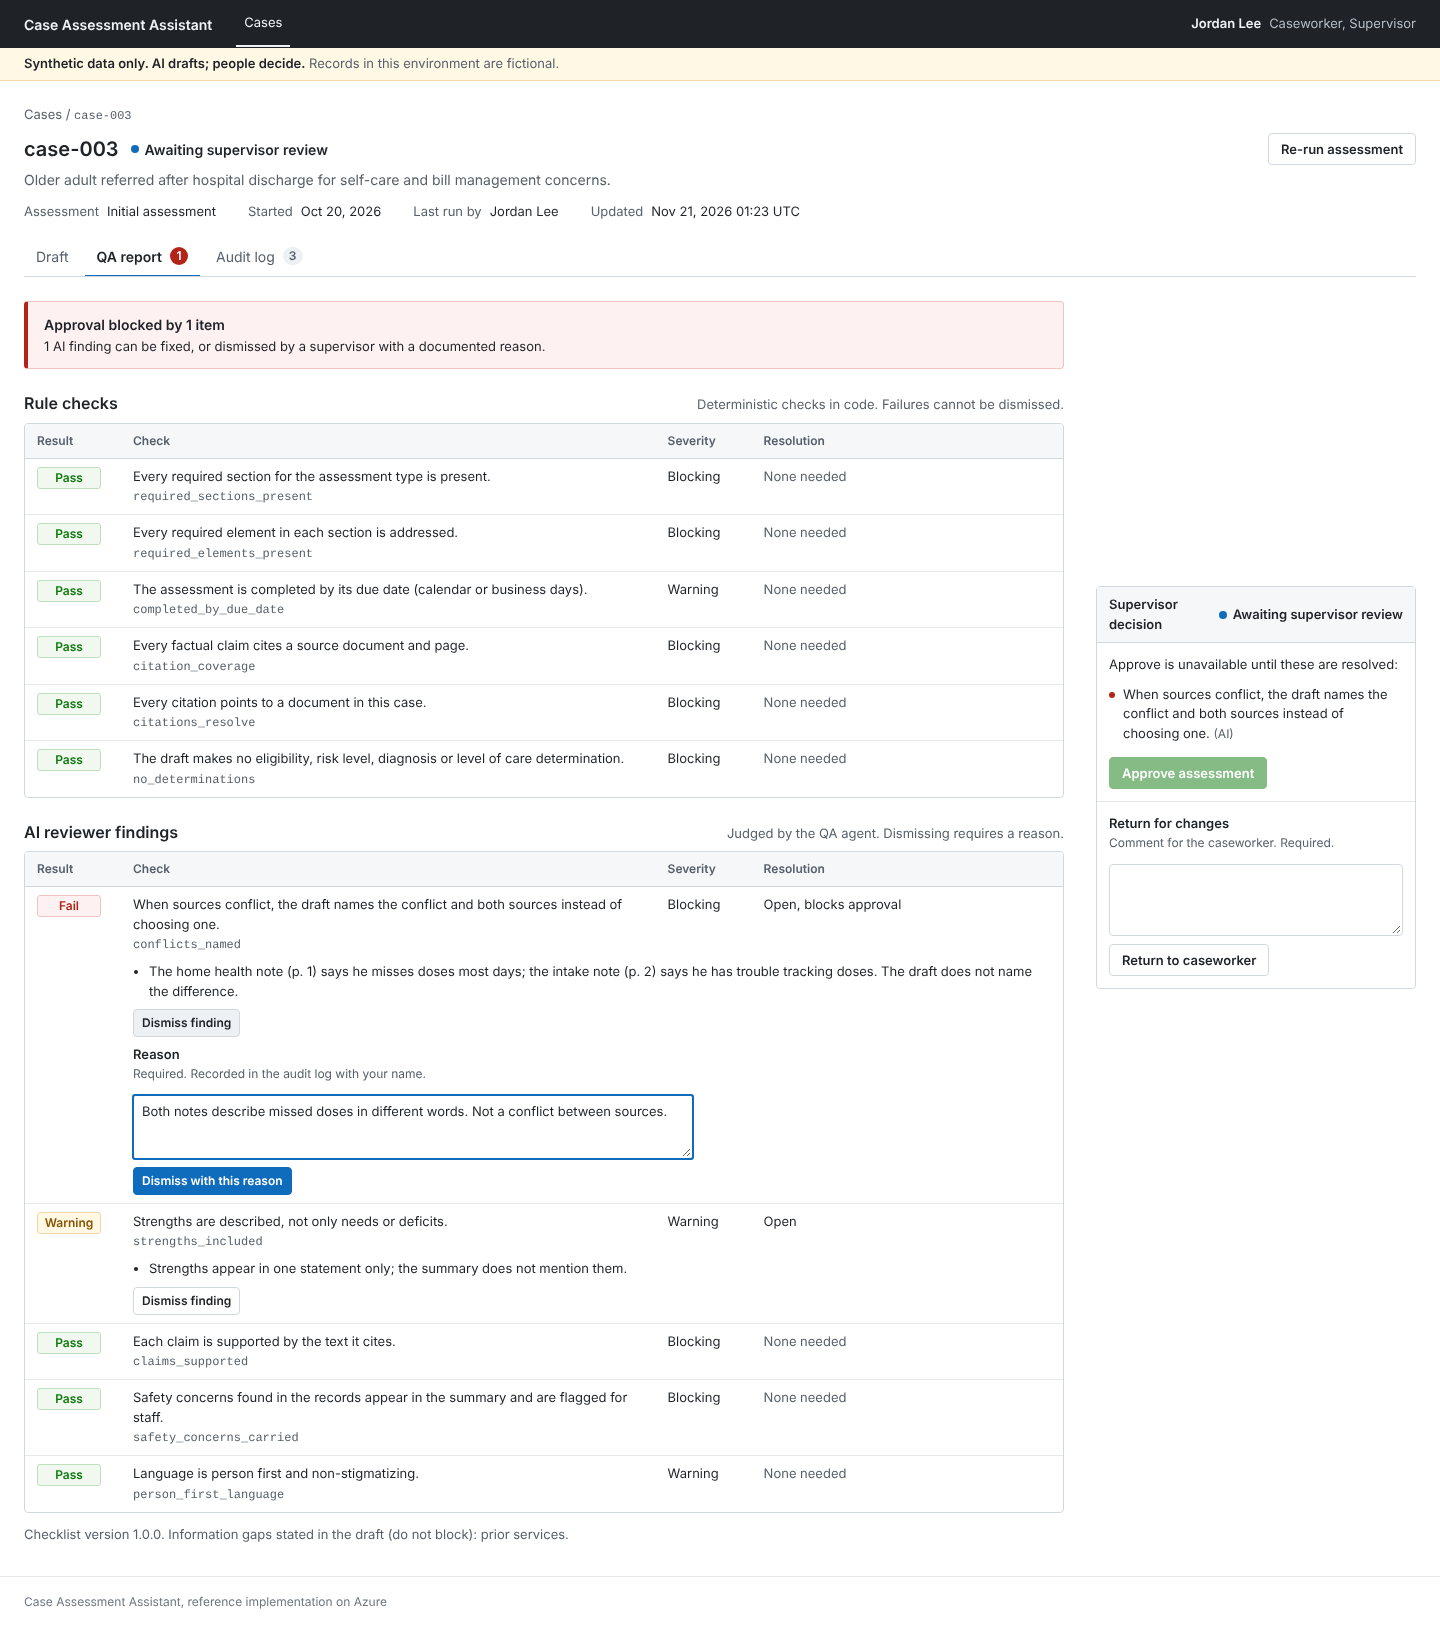 Case Assessment Assistant Cases Jordan Lee Caseworker, Supervisor
Synthetic data only. AI drafts; people decide. Records in this environment are fictional.
Cases / case-003
case-003 Awaiting supervisor review Re-run assessment
Older adult referred after hospital discharge for self-care and bill management concerns.
Assessment Initial assessment Started Oct 20, 2026 Last run by Jordan Lee Updated Nov 21, 2026 01:23 UTC
Draft QA report 1 Audit log 3
Approval blocked by 1 item
1 AI finding can be fixed, or dismissed by a supervisor with a documented reason.
Rule checks Deterministic checks in code. Failures cannot be dismissed.
Result Check Severity Resolution
Pass Every required section for the assessment type is present. Blocking None needed
required_sections_present
Pass Every required element in each section is addressed. Blocking None needed
required_elements_present
Pass The assessment is completed by its due date (calendar or business days). Warning None needed
completed_by_due_date
Pass Every factual claim cites a source document and page. Blocking None needed
citation_coverage
Pass Every citation points to a document in this case. Blocking None needed
citations_resolve
Pass The draft makes no eligibility, risk level, diagnosis or level of care determination. Blocking None needed
no_determinations
AI reviewer findings Judged by the QA agent. Dismissing requires a reason.
Result Check Severity Resolution
Fail When sources conflict, the draft names the conflict and both sources instead of Blocking Open, blocks approval
choosing one.
conflicts_named
• The home health note (p. 1) says he misses doses most days; the intake note (p. 2) says he has trouble tracking doses. The draft does not name
the difference.
Dismiss finding
Reason
Required. Recorded in the audit log with your name.
Both notes describe missed doses in different words. Not a conflict between sources.
Dismiss with this reason
Warning Strengths are described, not only needs or deficits. Warning Open
strengths_included
• Strengths appear in one statement only; the summary does not mention them.
Dismiss finding
Pass Each claim is supported by the text it cites. Blocking None needed
claims_supported
Pass Safety concerns found in the records appear in the summary and are flagged for Blocking None needed
staff.
safety_concerns_carried
Pass Language is person first and non-stigmatizing. Warning None needed
person_first_language
Checklist version 1.0.0. Information gaps stated in the draft (do not block): prior services.
Supervisor
decision
Awaiting supervisor review
Approve is unavailable until these are resolved:
When sources conflict, the draft names the
conflict and both sources instead of
choosing one. (AI)
Approve assessment
Return for changes
Comment for the caseworker. Required.
Return to caseworker
Case Assessment Assistant, reference implementation on Azure